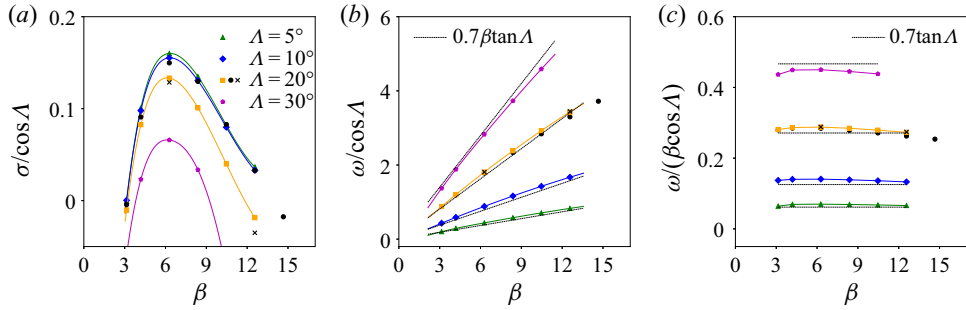 (a)
0.2
0.1
0
σ/cosΛ
Λ = 5°
Λ = 10°
Λ = 20°
Λ = 30°
0 3 6 9 12 15
β
(b)
6
4
2
0
ω/cosΛ
0.7βtanΛ
0 3 6 9 12 15
β
(c)
0.6
0.4
0.2
0
ω/(βcosΛ)
0.7tanΛ
0 3 6 9 12 15
β